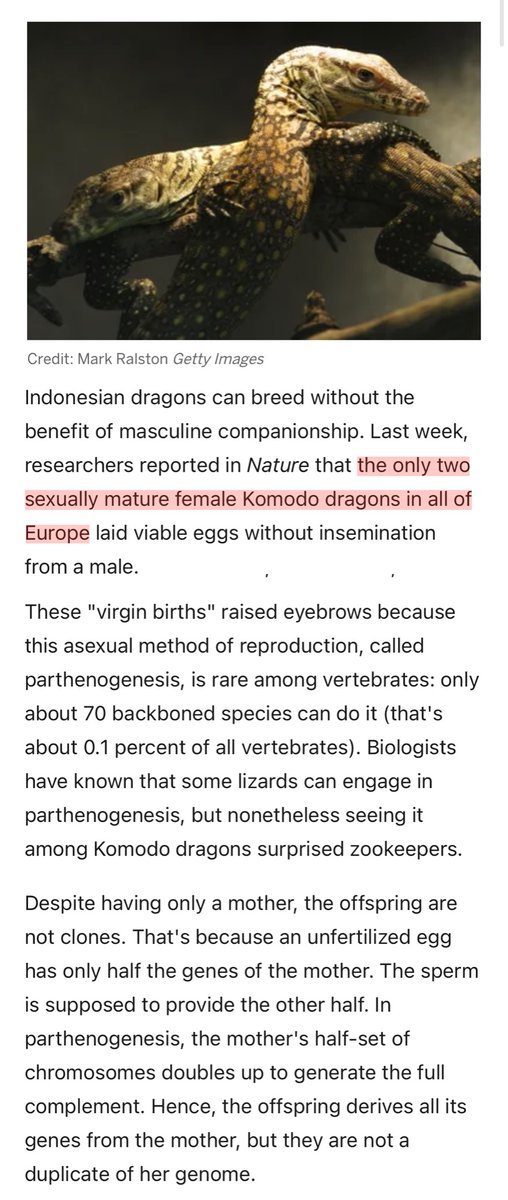 Credit: Mark Ralston Getty Images
Indonesian dragons can breed without the
benefit of masculine companionship. Last week,
researchers reported in Nature that the only two
sexually mature female Komodo dragons in all of
Europe laid viable eggs without insemination
from a male.
These "virgin births" raised eyebrows because
this asexual method of reproduction, called
parthenogenesis, is rare among vertebrates: only
about 70 backboned species can do it (that's
about 0.1 percent of all vertebrates). Biologists
have known that some lizards can engage in
parthenogenesis, but nonetheless seeing it
among Komodo dragons surprised zookeepers.
Despite having only a mother, the offspring are
not clones. That's because an unfertilized egg
has only half the genes of the mother. The sperm
is supposed to provide the other half. In
parthenogenesis, the mother's half-set of
chromosomes doubles up to generate the full
complement. Hence, the offspring derives all its
genes from the mother, but they are not a
duplicate of her genome.